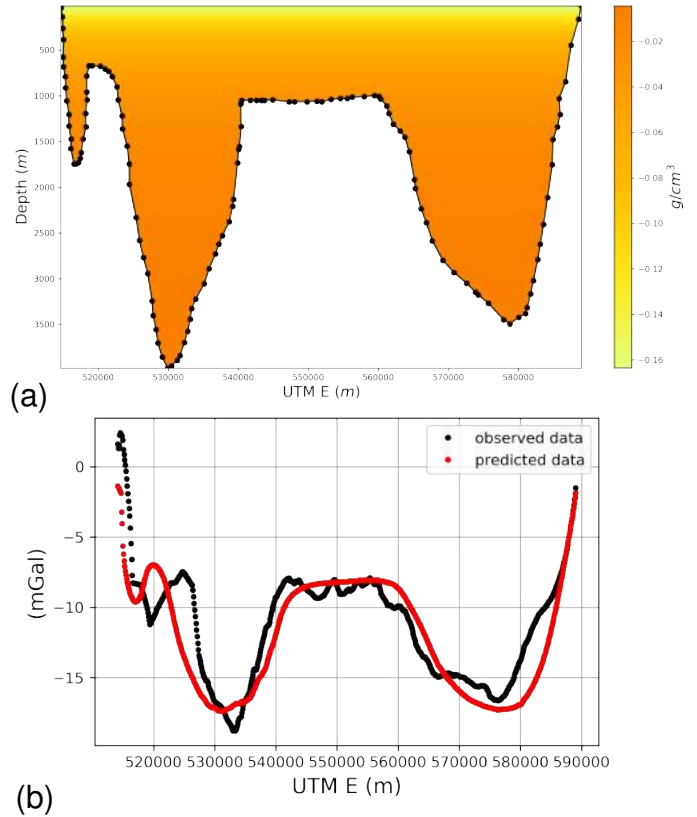 500
1000
1500
2000
2500
3000
3500
Depth (m)
520000 530000 540000 550000 560000 570000 580000
UTM E (m)
−0.02
−0.04
−0.06
−0.08
−0.10
−0.12
−0.14
−0.16
g/cm³
(a)
observed data
predicted data
0
−5
−10
−15
(mGal)
520000 530000 540000 550000 560000 570000 580000 590000
UTM E (m)
(b)